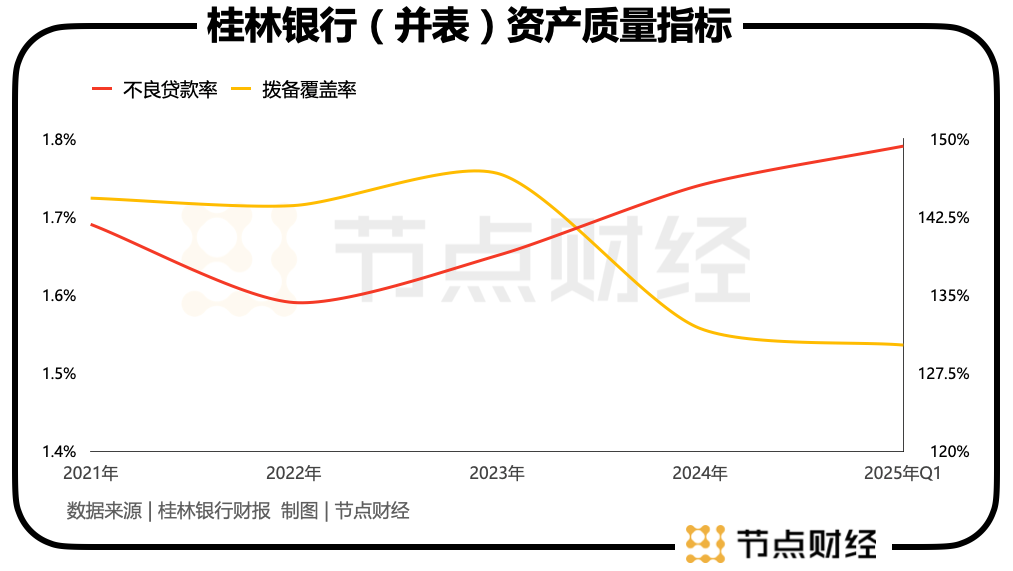 桂林银行（并表）资产质量指标
不良贷款率 拨备覆盖率
1.8% 150%
1.7% 142.5%
1.6% 135%
1.5% 127.5%
1.4% 120%
2021年 2022年 2023年 2024年 2025年Q1
节点财经
数据来源 | 桂林银行财报 制图 | 节点财经
节点财经